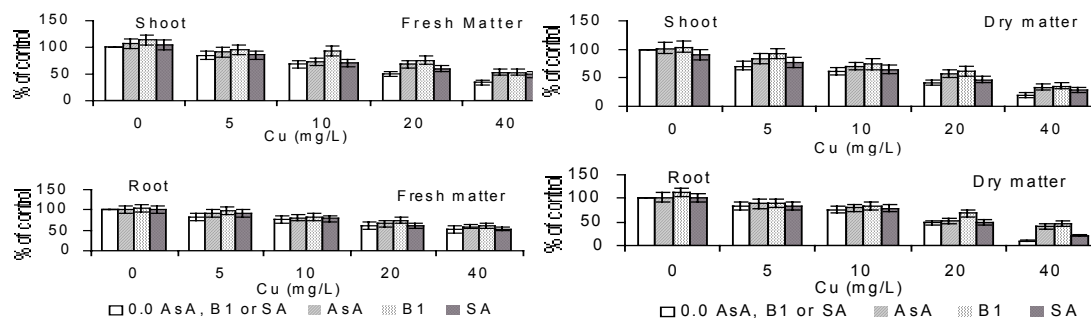 Shoot Fresh Matter
% of control
150
100
50
0
0 5 10 20 40
Cu (mg/L)
Shoot Dry matter
% of control
150
100
50
0
0 5 10 20 40
Cu (mg/L)
Root Fresh matter
% of control
150
100
50
0
0 5 10 20 40
Cu (mg/L)
0.0 AsA, B1 or SA AsA B1 SA
Root Dry matter
% of control
150
100
50
0
0 5 10 20 40
Cu (mg/L)
0.0 AsA, B1 or SA AsA B1 SA